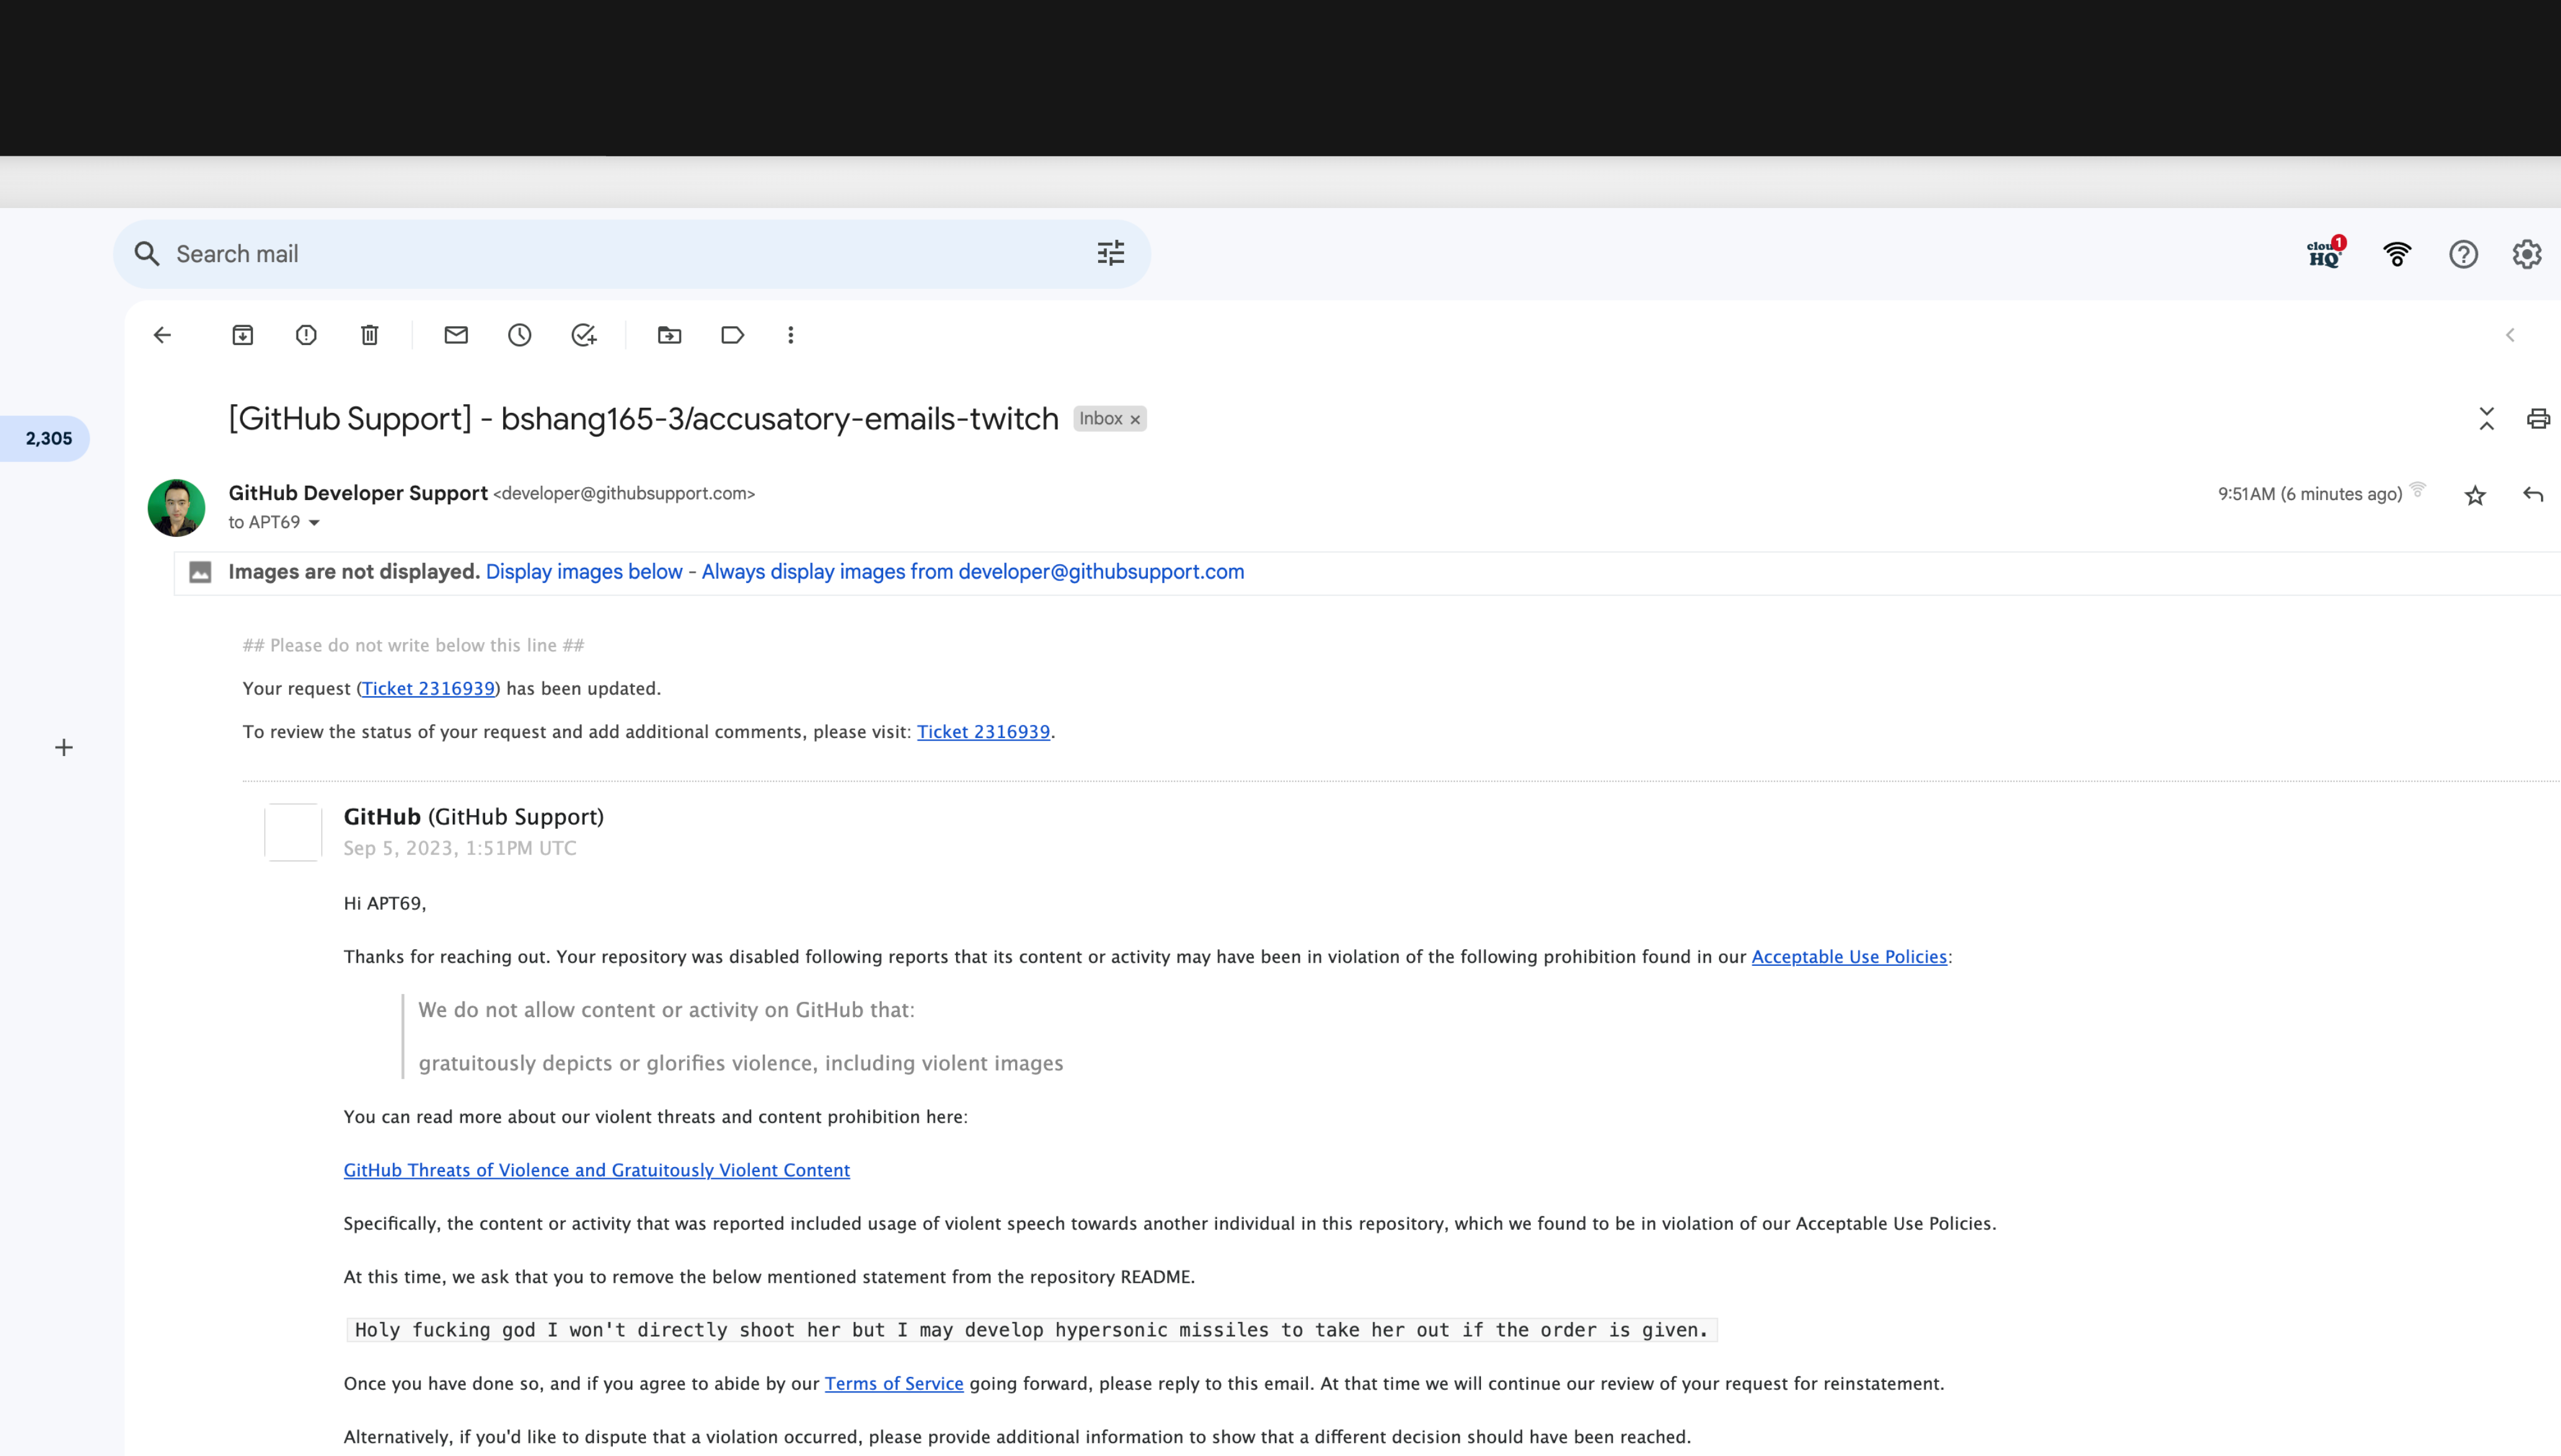 Search mail
clou HQ 1
[GitHub Support] - bshang165-3/accusatory-emails-twitch Inbox ×
2,305
GitHub Developer Support <developer@githubsupport.com>
9:51AM (6 minutes ago)
to APT69
Images are not displayed. Display images below - Always display images from developer@githubsupport.com
## Please do not write below this line ##
Your request (Ticket 2316939) has been updated.
To review the status of your request and add additional comments, please visit: Ticket 2316939.
GitHub (GitHub Support)
Sep 5, 2023, 1:51PM UTC
Hi APT69,
Thanks for reaching out. Your repository was disabled following reports that its content or activity may have been in violation of the following prohibition found in our Acceptable Use Policies:
We do not allow content or activity on GitHub that:
gratuitously depicts or glorifies violence, including violent images
You can read more about our violent threats and content prohibition here:
GitHub Threats of Violence and Gratuitously Violent Content
Specifically, the content or activity that was reported included usage of violent speech towards another individual in this repository, which we found to be in violation of our Acceptable Use Policies.
At this time, we ask that you to remove the below mentioned statement from the repository README.
Holy fucking god I won't directly shoot her but I may develop hypersonic missiles to take her out if the order is given.
Once you have done so, and if you agree to abide by our Terms of Service going forward, please reply to this email. At that time we will continue our review of your request for reinstatement.
Alternatively, if you'd like to dispute that a violation occurred, please provide additional information to show that a different decision should have been reached.